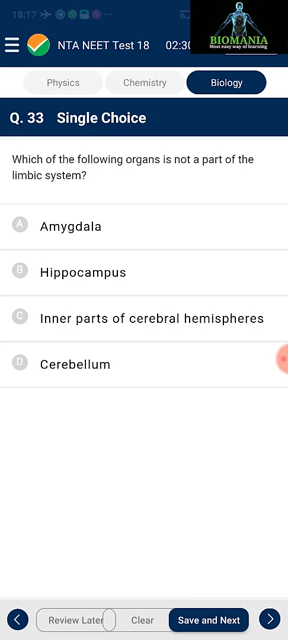 18:17
NTA NEET Test 18 02:30
BIOMANIA
Most easy way of learning
Physics Chemistry Biology
Q. 33 Single Choice
Which of the following organs is not a part of the
limbic system?
A Amygdala
B Hippocampus
C Inner parts of cerebral hemispheres
D Cerebellum
Review Later Clear Save and Next